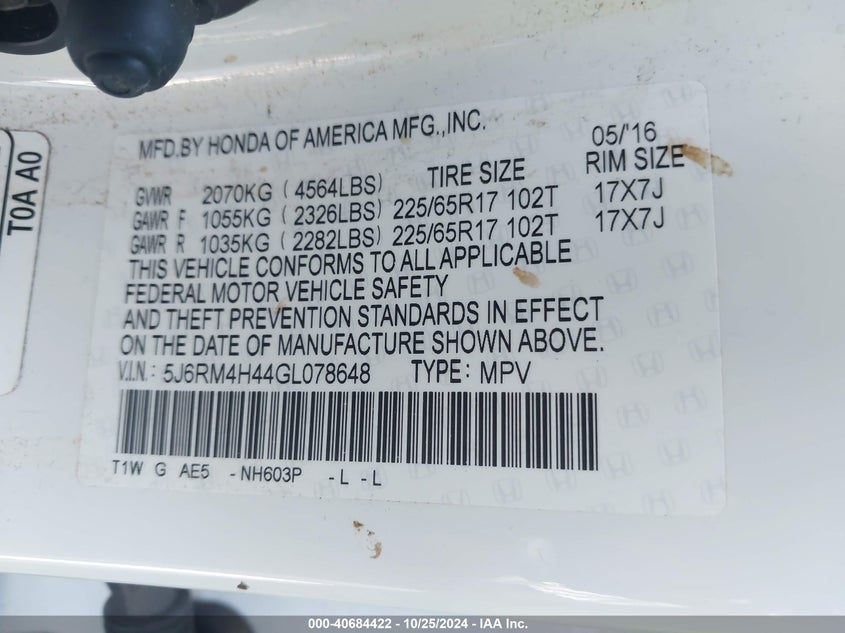 T0A A0
MFD.BY HONDA OF AMERICA MFG.,INC. 05/'16
GVWR 2070KG (4564LBS) TIRE SIZE RIM SIZE
GAWR F 1055KG (2326LBS) 225/65R17 102T 17X7J
GAWR R 1035KG (2282LBS) 225/65R17 102T 17X7J
THIS VEHICLE CONFORMS TO ALL APPLICABLE
FEDERAL MOTOR VEHICLE SAFETY
AND THEFT PREVENTION STANDARDS IN EFFECT
ON THE DATE OF MANUFACTURE SHOWN ABOVE.
V.I.N.: 5J6RM4H44GL078648 TYPE: MPV
T1W G AE5 -NH603P -L -L
000-40684422 - 10/25/2024 - IAA Inc.